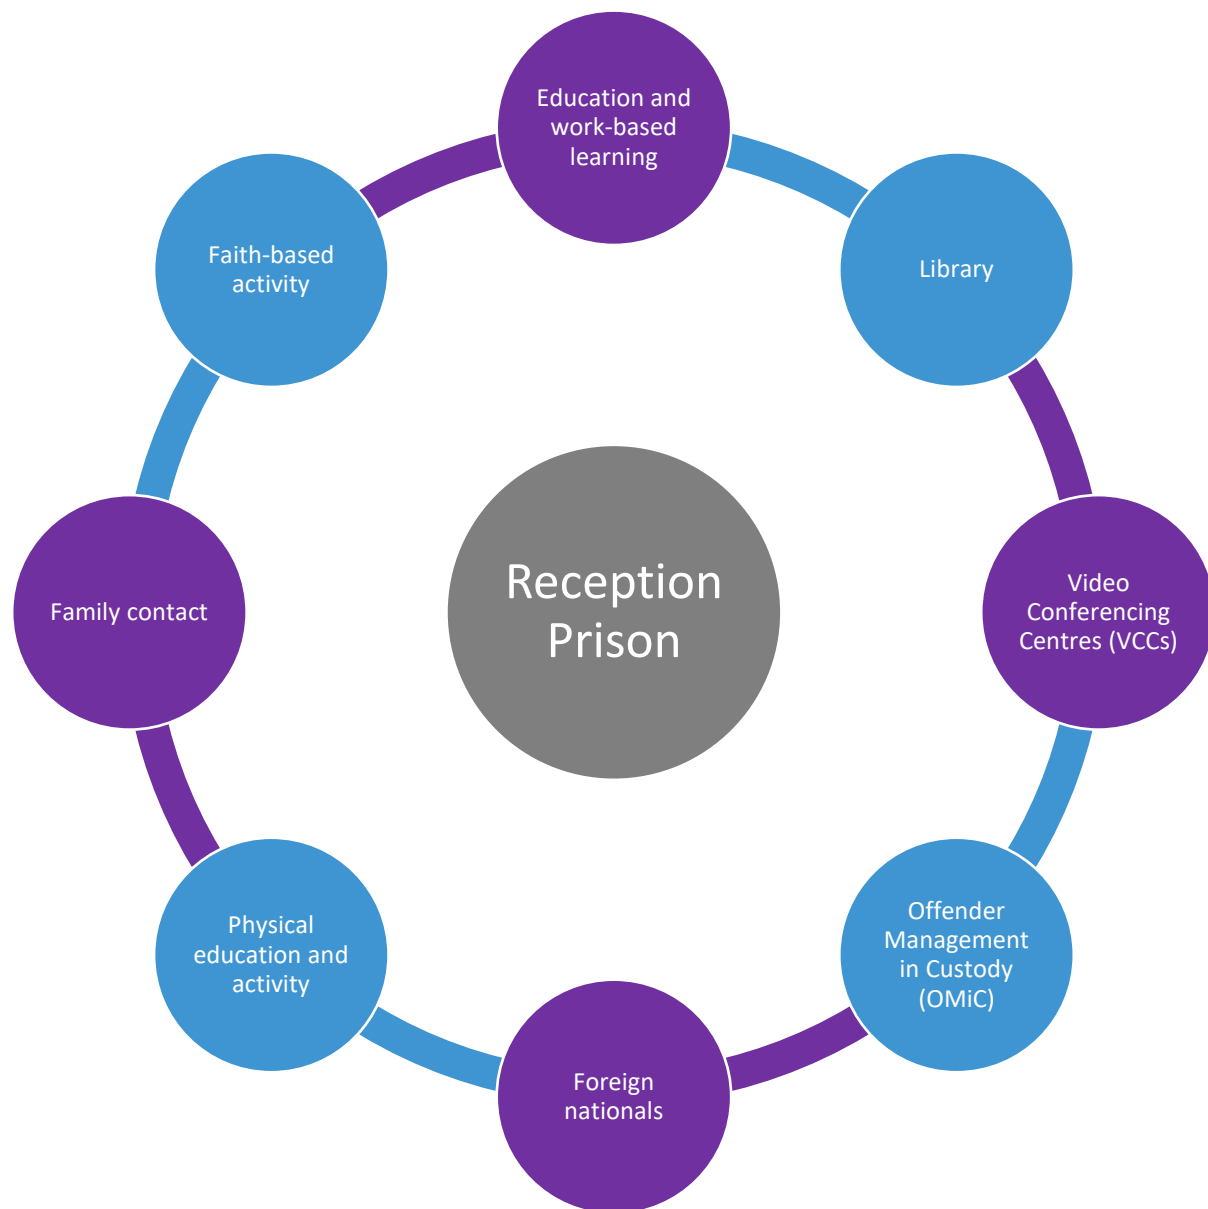 Education and
work-based
learning
Library
Video
Conferencing
Centres (VCCs)
Offender
Management
in Custody
(OMiC)
Foreign
nationals
Physical
education and
activity
Family contact
Faith-based
activity
Reception
Prison